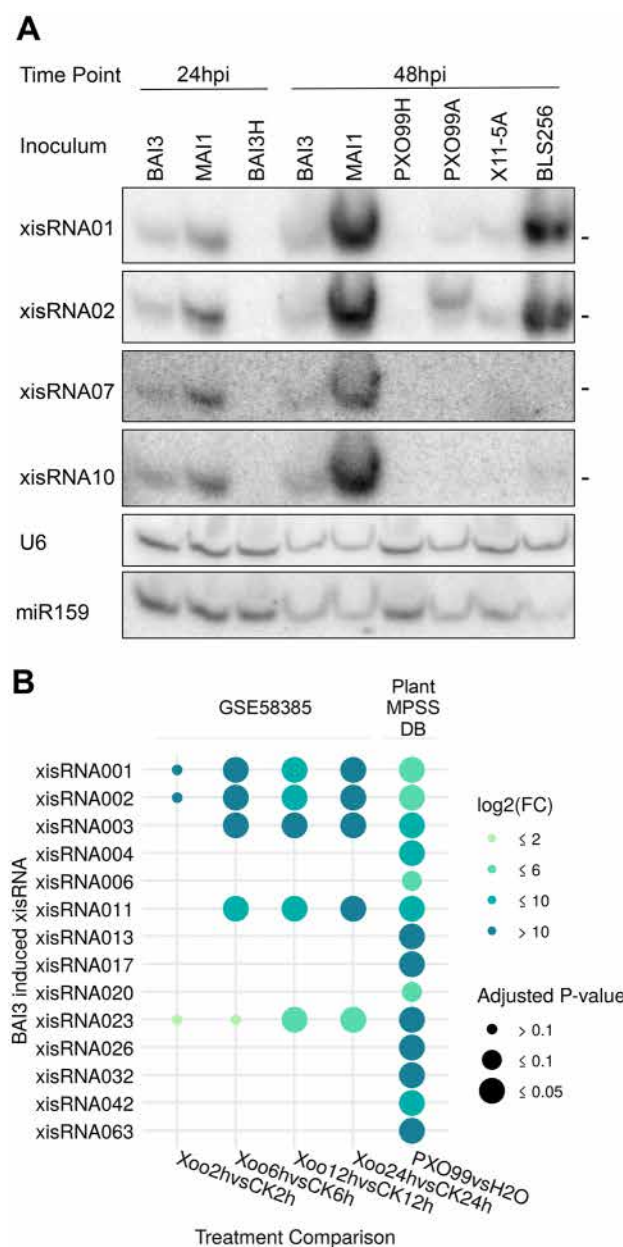 A
Time Point 24hpi 48hpi
Inoculum BAI3 MAI1 BAI3H BAI3 MAI1 PXO99H PXO99A X11-5A BLS256
xisRNA01
xisRNA02
xisRNA07
xisRNA10
U6
miR159
B
GSE58385
Plant
MPSS
DB
BAI3 induced xisRNA
xisRNA001
xisRNA002
xisRNA003
xisRNA004
xisRNA006
xisRNA011
xisRNA013
xisRNA017
xisRNA020
xisRNA023
xisRNA026
xisRNA032
xisRNA042
xisRNA063
Xoo2hvsCK2h
Xoo6hvsCK6h
Xoo12hvsCK12h
Xoo24hvsCK24h
PXO99vsH2O
Treatment Comparison
log2(FC)
≤ 2
≤ 6
≤ 10
> 10
Adjusted P-value
> 0.1
≤ 0.1
≤ 0.05